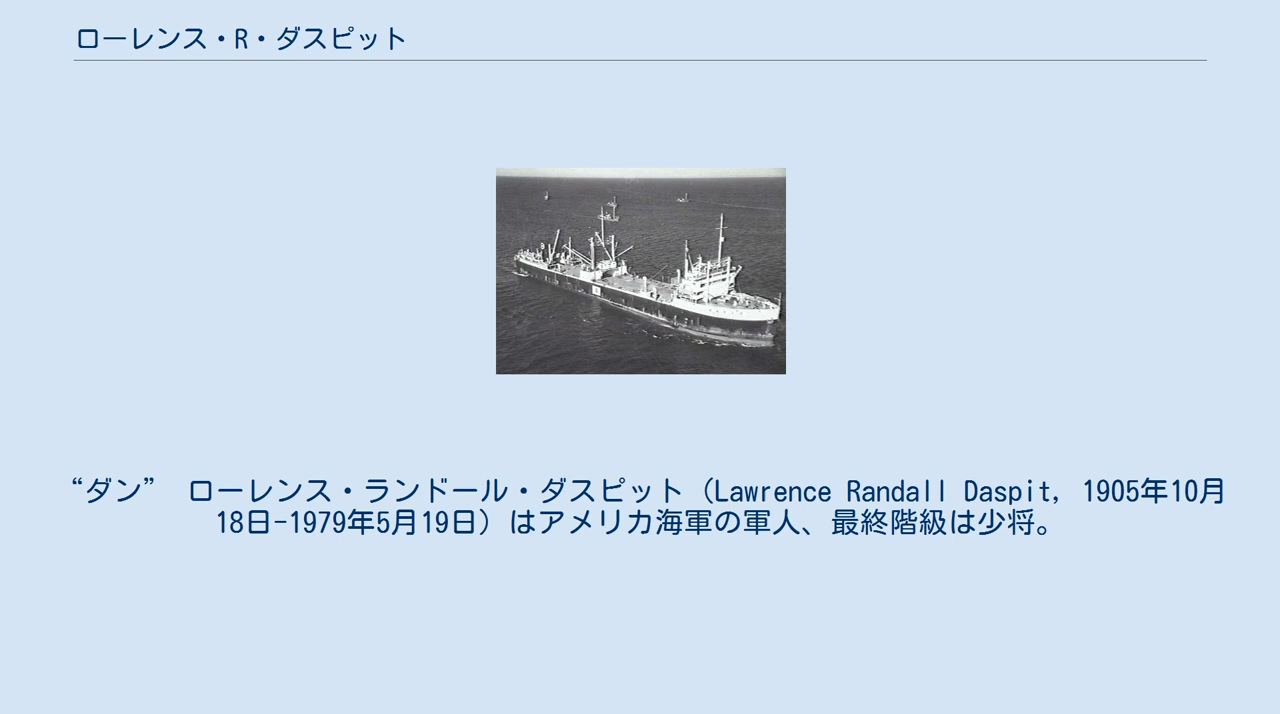 ローレンス・R・ダスピット
“ダン”　ローレンス・ランドール・ダスピット（Lawrence Randall Daspit, 1905年10月
18日-1979年5月19日）はアメリカ海軍の軍人、最終階級は少将。